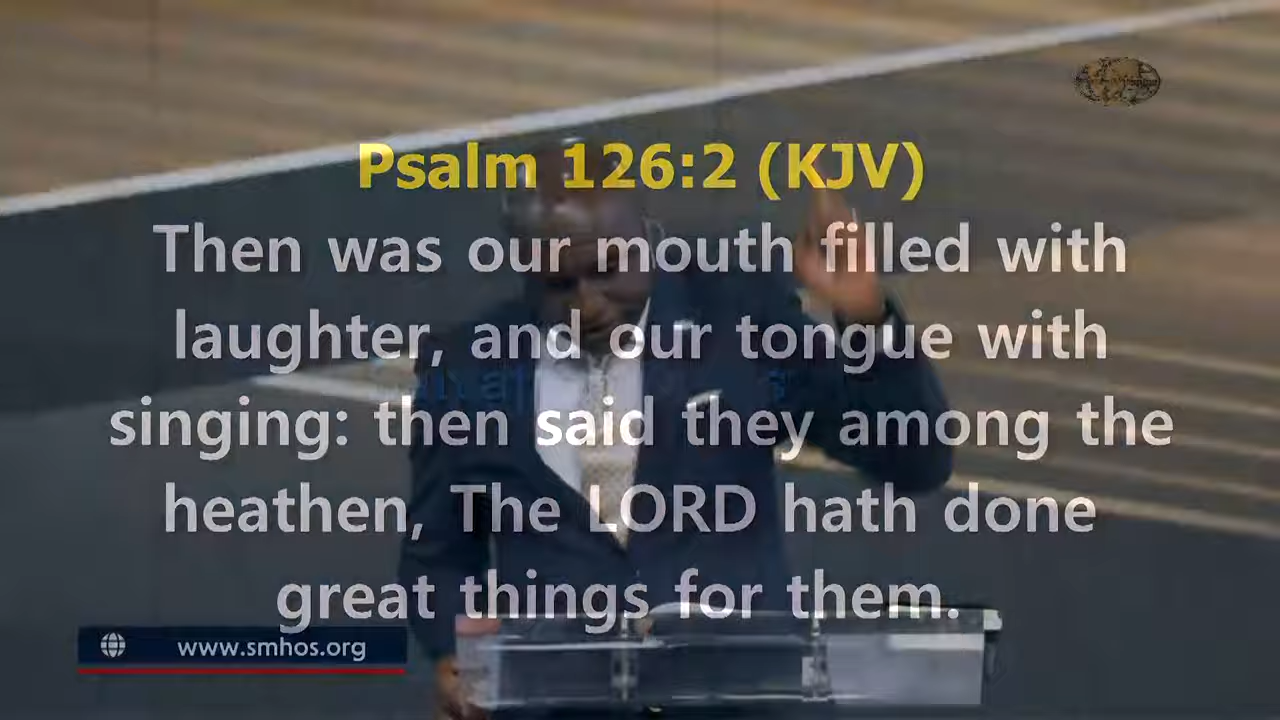 Psalm 126:2 (KJV)
Then was our mouth filled with
laughter, and our tongue with
singing: then said they among the
heathen, The LORD hath done
great things for them.
www.smhos.org